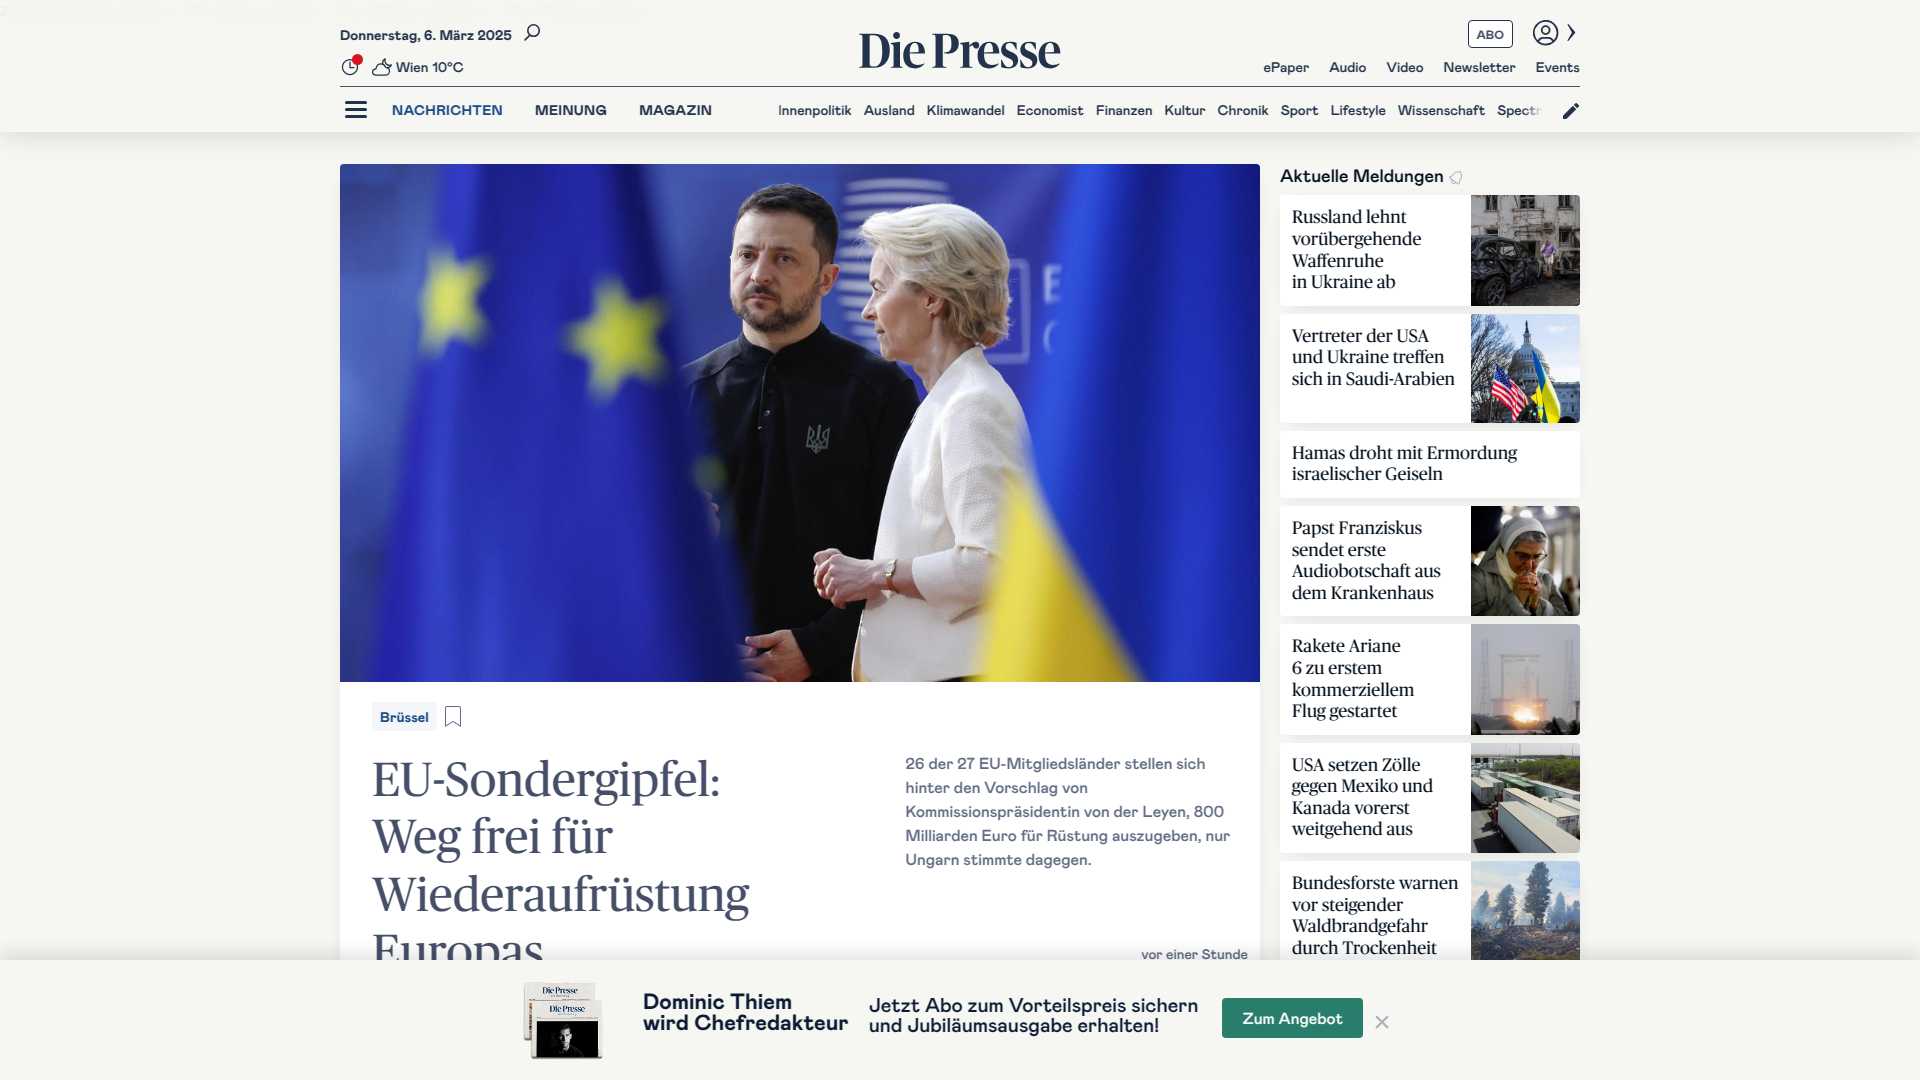 Donnerstag, 6. März 2025
Wien 10°C
Die Presse
ABO
ePaper Audio Video Newsletter Events
NACHRICHTEN MEINUNG MAGAZIN
Innenpolitik Ausland Klimawandel Economist Finanzen Kultur Chronik Sport Lifestyle Wissenschaft Spectr
Brüssel
EU-Sondergipfel:
Weg frei für
Wiederaufrüstung
Europas
26 der 27 EU-Mitgliedsländer stellen sich
hinter den Vorschlag von
Kommissionspräsidentin von der Leyen, 800
Milliarden Euro für Rüstung auszugeben, nur
Ungarn stimmte dagegen.
vor einer Stunde
Aktuelle Meldungen
Russland lehnt
vorübergehende
Waffenruhe
in Ukraine ab
Vertreter der USA
und Ukraine treffen
sich in Saudi-Arabien
Hamas droht mit Ermordung
israelischer Geiseln
Papst Franziskus
sendet erste
Audiobotschaft aus
dem Krankenhaus
Rakete Ariane
6 zu erstem
kommerziellem
Flug gestartet
USA setzen Zölle
gegen Mexiko und
Kanada vorerst
weitgehend aus
Bundesforste warnen
vor steigender
Waldbrandgefahr
durch Trockenheit
Die Presse
Die Presse
Dominic Thiem
wird Chefredakteur
Jetzt Abo zum Vorteilspreis sichern
und Jubiläumsausgabe erhalten!
Zum Angebot